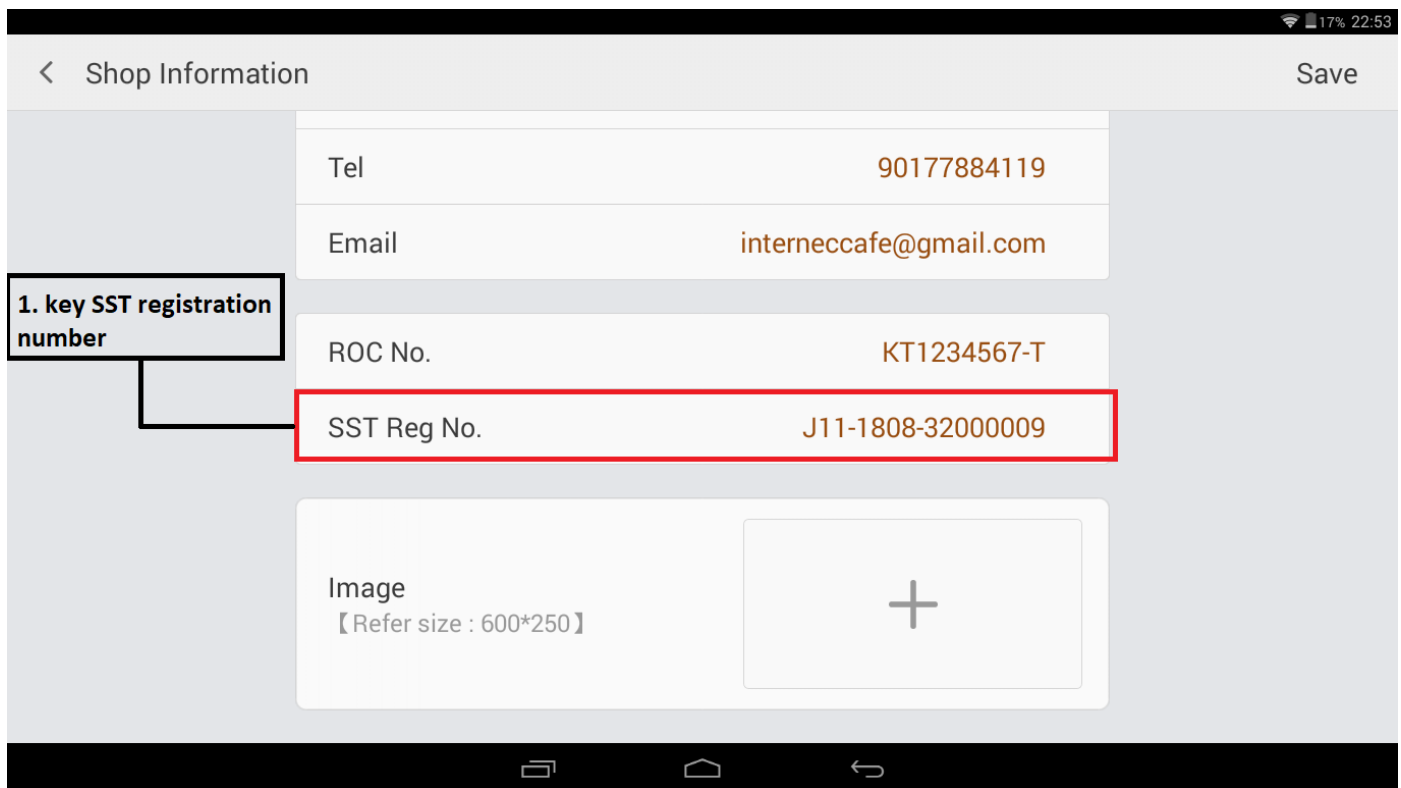 17% 22:53
Shop Information Save
Tel 90177884119
Email interneccafe@gmail.com
1. key SST registration
number
ROC No. KT1234567-T
SST Reg No. J11-1808-32000009
Image
【Refer size : 600*250】